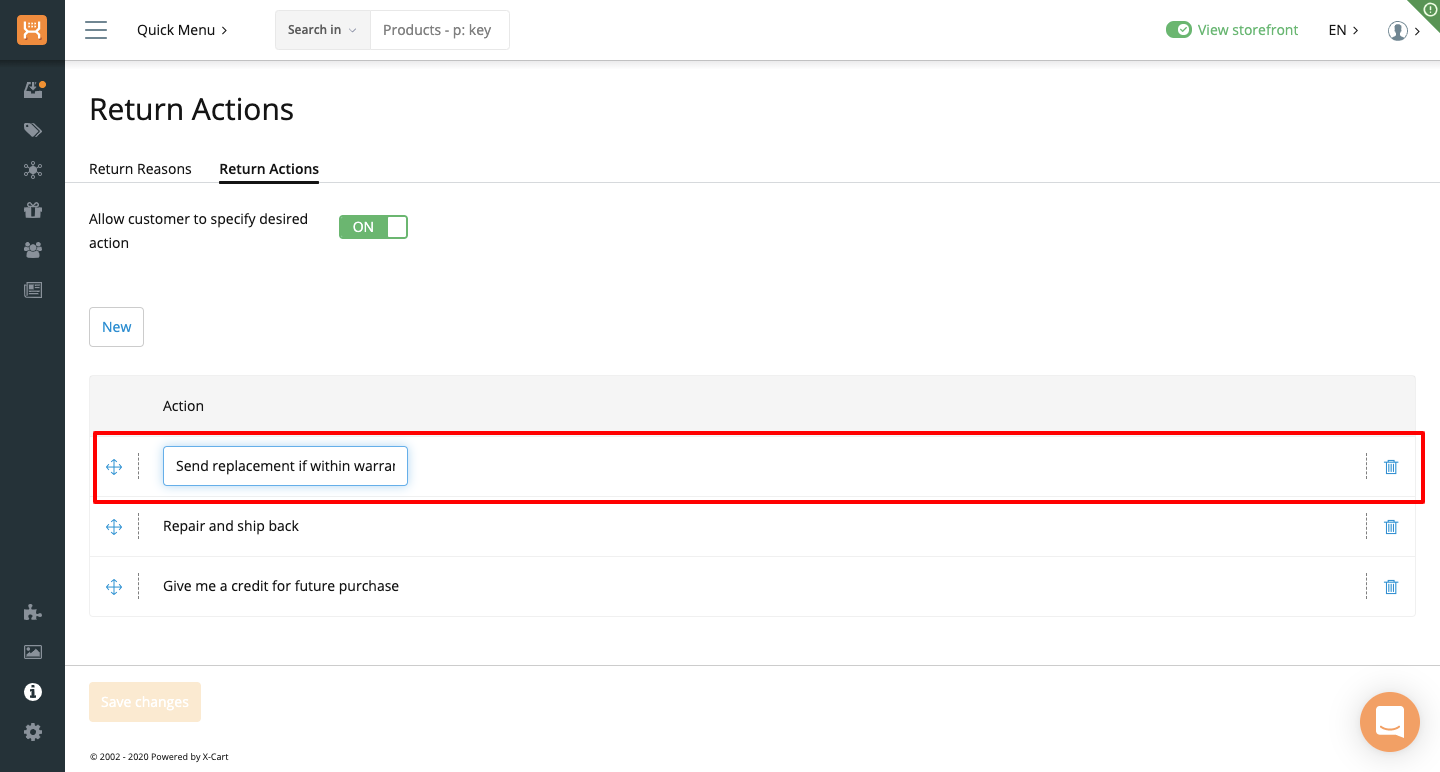 Quick Menu
Search in
Products - p: key
View storefront
EN
Return Actions
Return Reasons
Return Actions
Allow customer to specify desired
action
ON
New
Action
Send replacement if within warran
Repair and ship back
Give me a credit for future purchase
Save changes
© 2002 - 2020 Powered by X-Cart